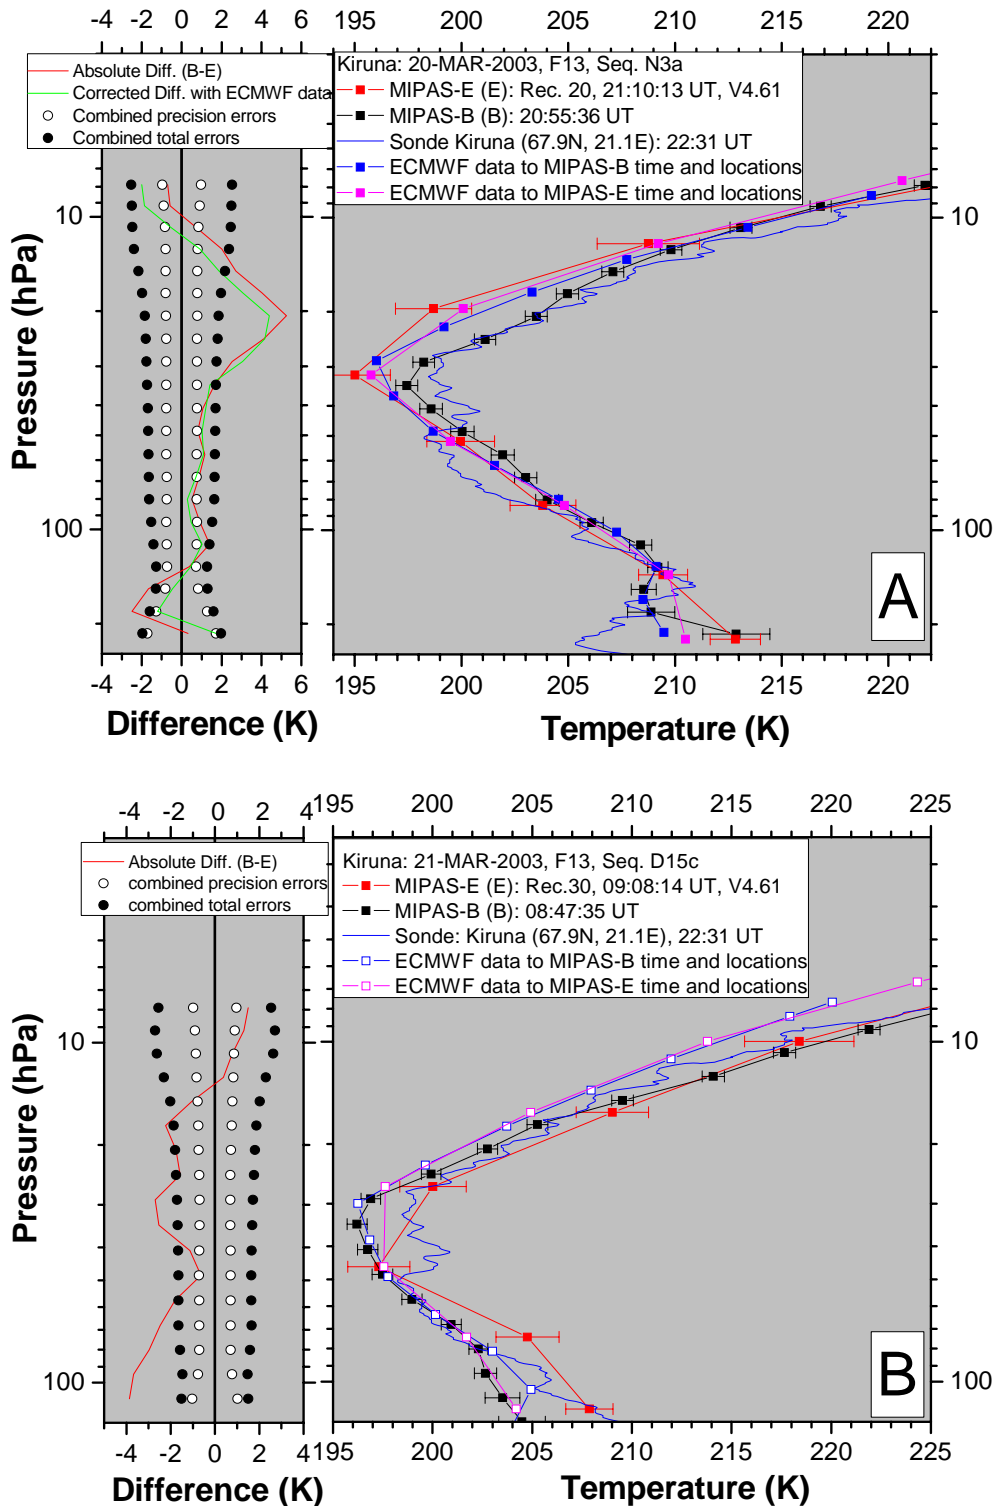 -4 -2 0 2 4 6
195 200 205 210 215 220
Absolute Diff. (B-E)
Corrected Diff. with ECMWF data
Combined precision errors
Combined total errors
Kiruna: 20-MAR-2003, F13, Seq. N3a
MIPAS-E (E): Rec. 20, 21:10:13 UT, V4.61
MIPAS-B (B): 20:55:36 UT
Sonde Kiruna (67.9N, 21.1E): 22:31 UT
ECMWF data to MIPAS-B time and locations
ECMWF data to MIPAS-E time and locations
Pressure (hPa)
10
100
10
100
A
-4 -2 0 2 4 6
195 200 205 210 215 220
Difference (K)
Temperature (K)
-4 -2 0 2 4
195 200 205 210 215 220 225
Absolute Diff. (B-E)
combined precision errors
combined total errors
Kiruna: 21-MAR-2003, F13, Seq. D15c
MIPAS-E (E): Rec.30, 09:08:14 UT, V4.61
MIPAS-B (B): 08:47:35 UT
Sonde: Kiruna (67.9N, 21.1E), 22:31 UT
ECMWF data to MIPAS-B time and locations
ECMWF data to MIPAS-E time and locations
Pressure (hPa)
10
100
10
100
B
-4 -2 0 2 4
195 200 205 210 215 220 225
Difference (K)
Temperature (K)